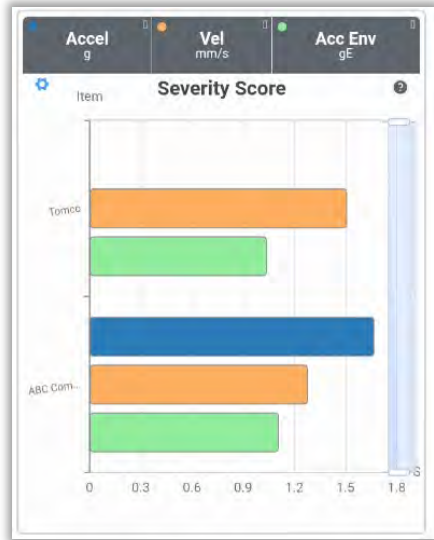 Accel
g
Vel
mm/s
Acc Env
gE
Severity Score
?
Item
Tomco
ABC Com..
S
0 0.3 0.6 0.9 1.2 1.5 1.8